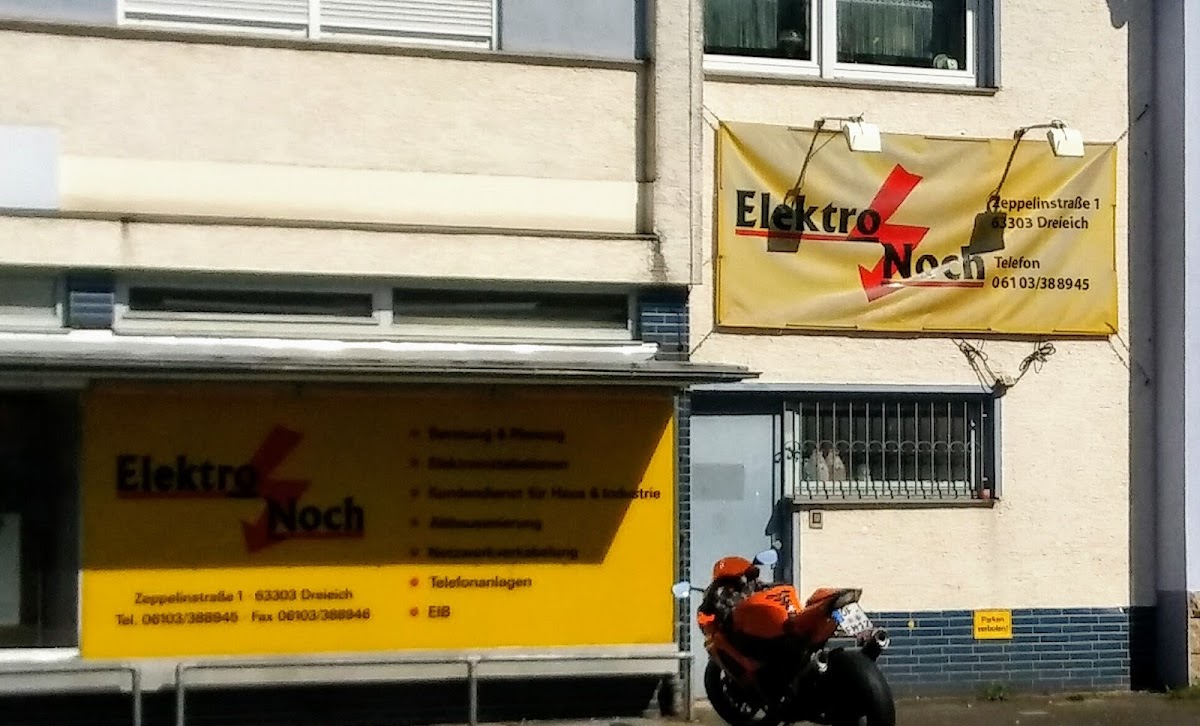 Elektro
Noch
Zeppelinstraße 1
63303 Dreieich
Telefon
06103/388945
Elektro
Noch
Beratung & Planung
Elektroinstallationen
Kundendienst für Haus & Industrie
Altbausanierung
Netzwerkverkabelung
Telefonanlagen
EIB
Zeppelinstraße 1 63303 Dreieich
Tel. 06103/388945 Fax 06103/388946
Parken
verboten!